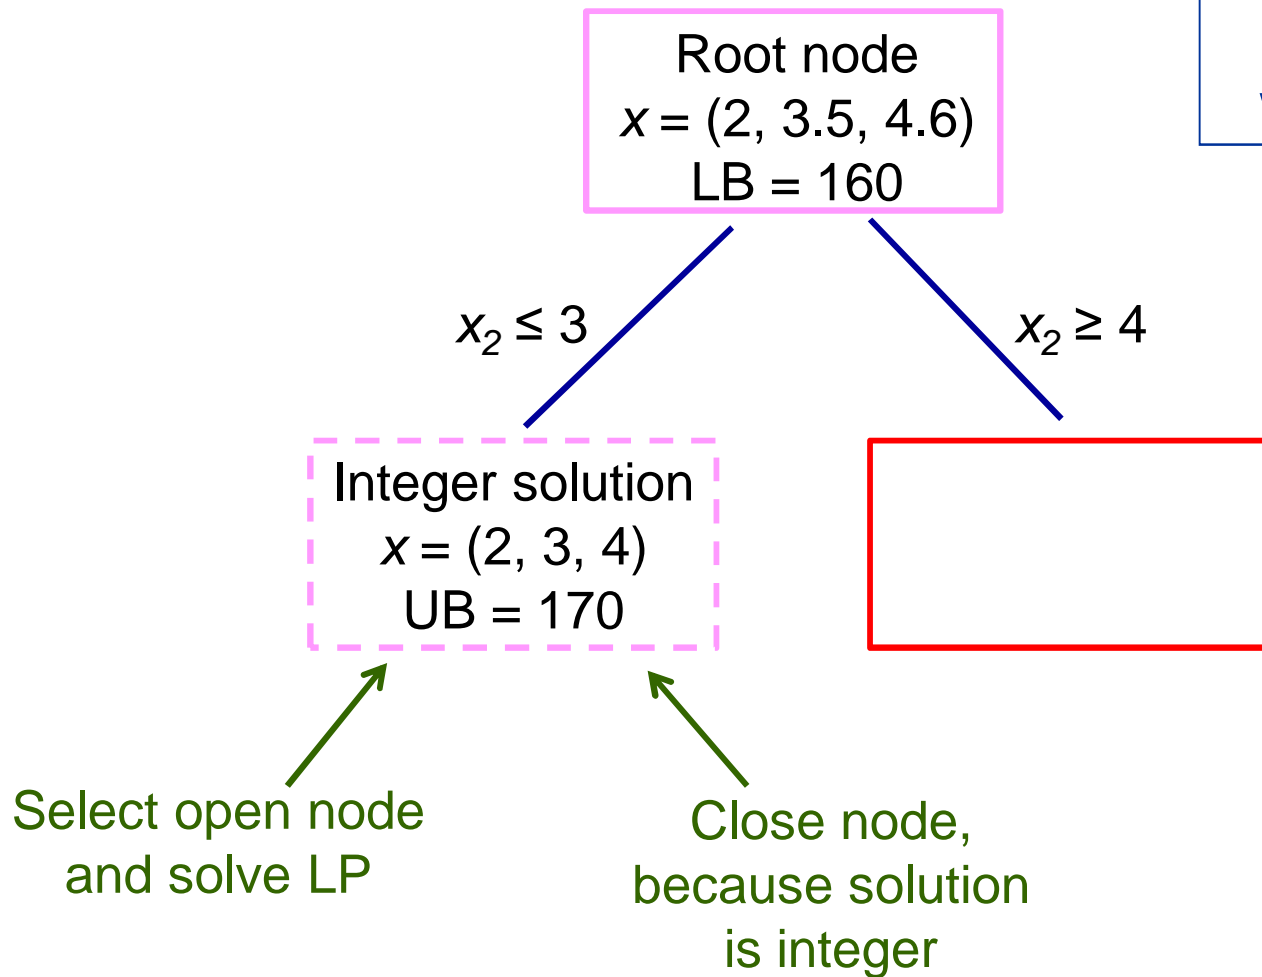 Root node
x = (2, 3.5, 4.6)
LB = 160
x₂ ≤ 3
x₂ ≥ 4
Integer solution
x = (2, 3, 4)
UB = 170
Select open node
and solve LP
Close node,
because solution
is integer